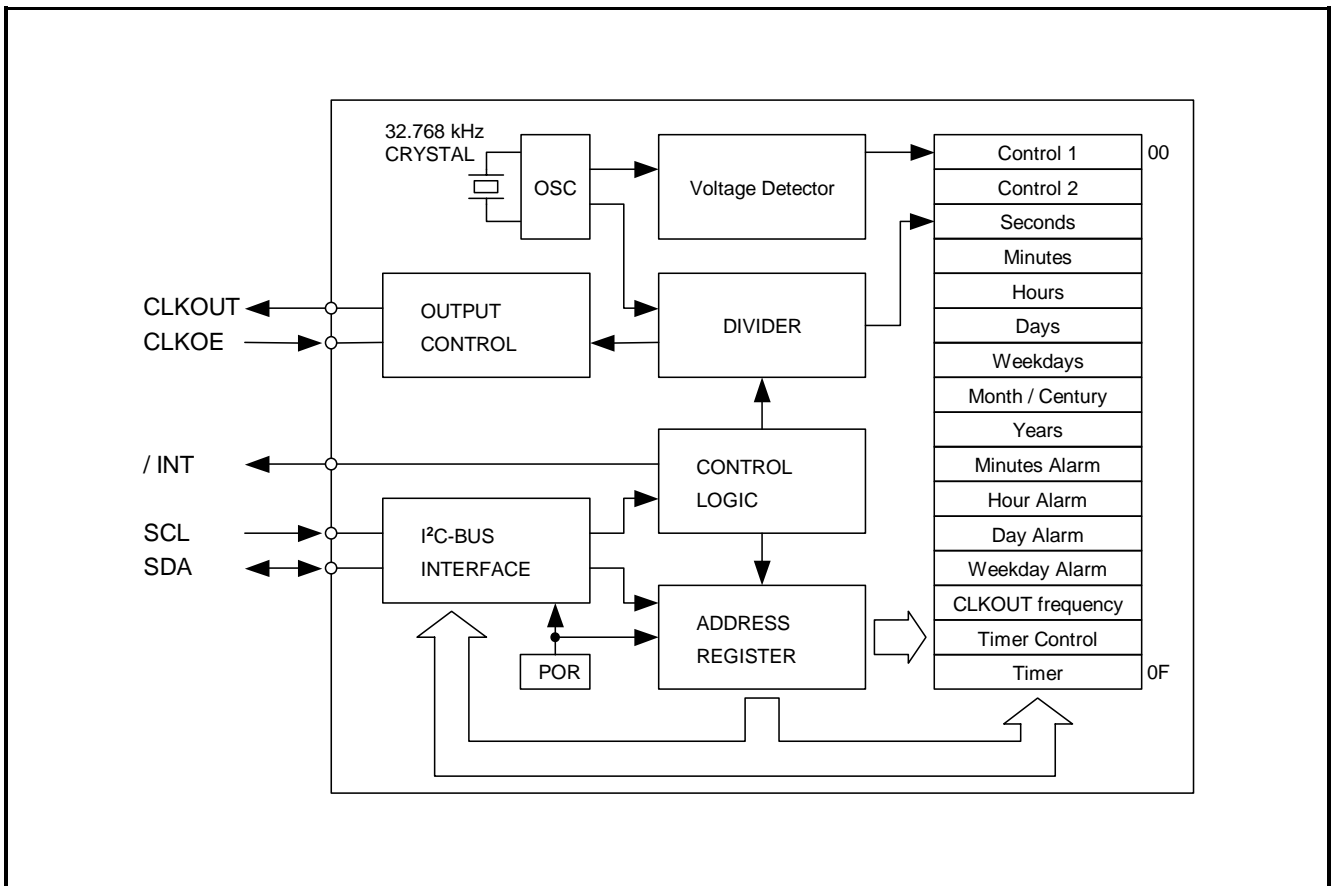 32.768 kHz
CRYSTAL
OSC
Voltage Detector
CLKOUT
CLKOE
OUTPUT
CONTROL
DIVIDER
/ INT
CONTROL
LOGIC
SCL
SDA
I²C-BUS
INTERFACE
ADDRESS
REGISTER
POR
Control 1
00
Control 2
Seconds
Minutes
Hours
Days
Weekdays
Month / Century
Years
Minutes Alarm
Hour Alarm
Day Alarm
Weekday Alarm
CLKOUT frequency
Timer Control
Timer
0F